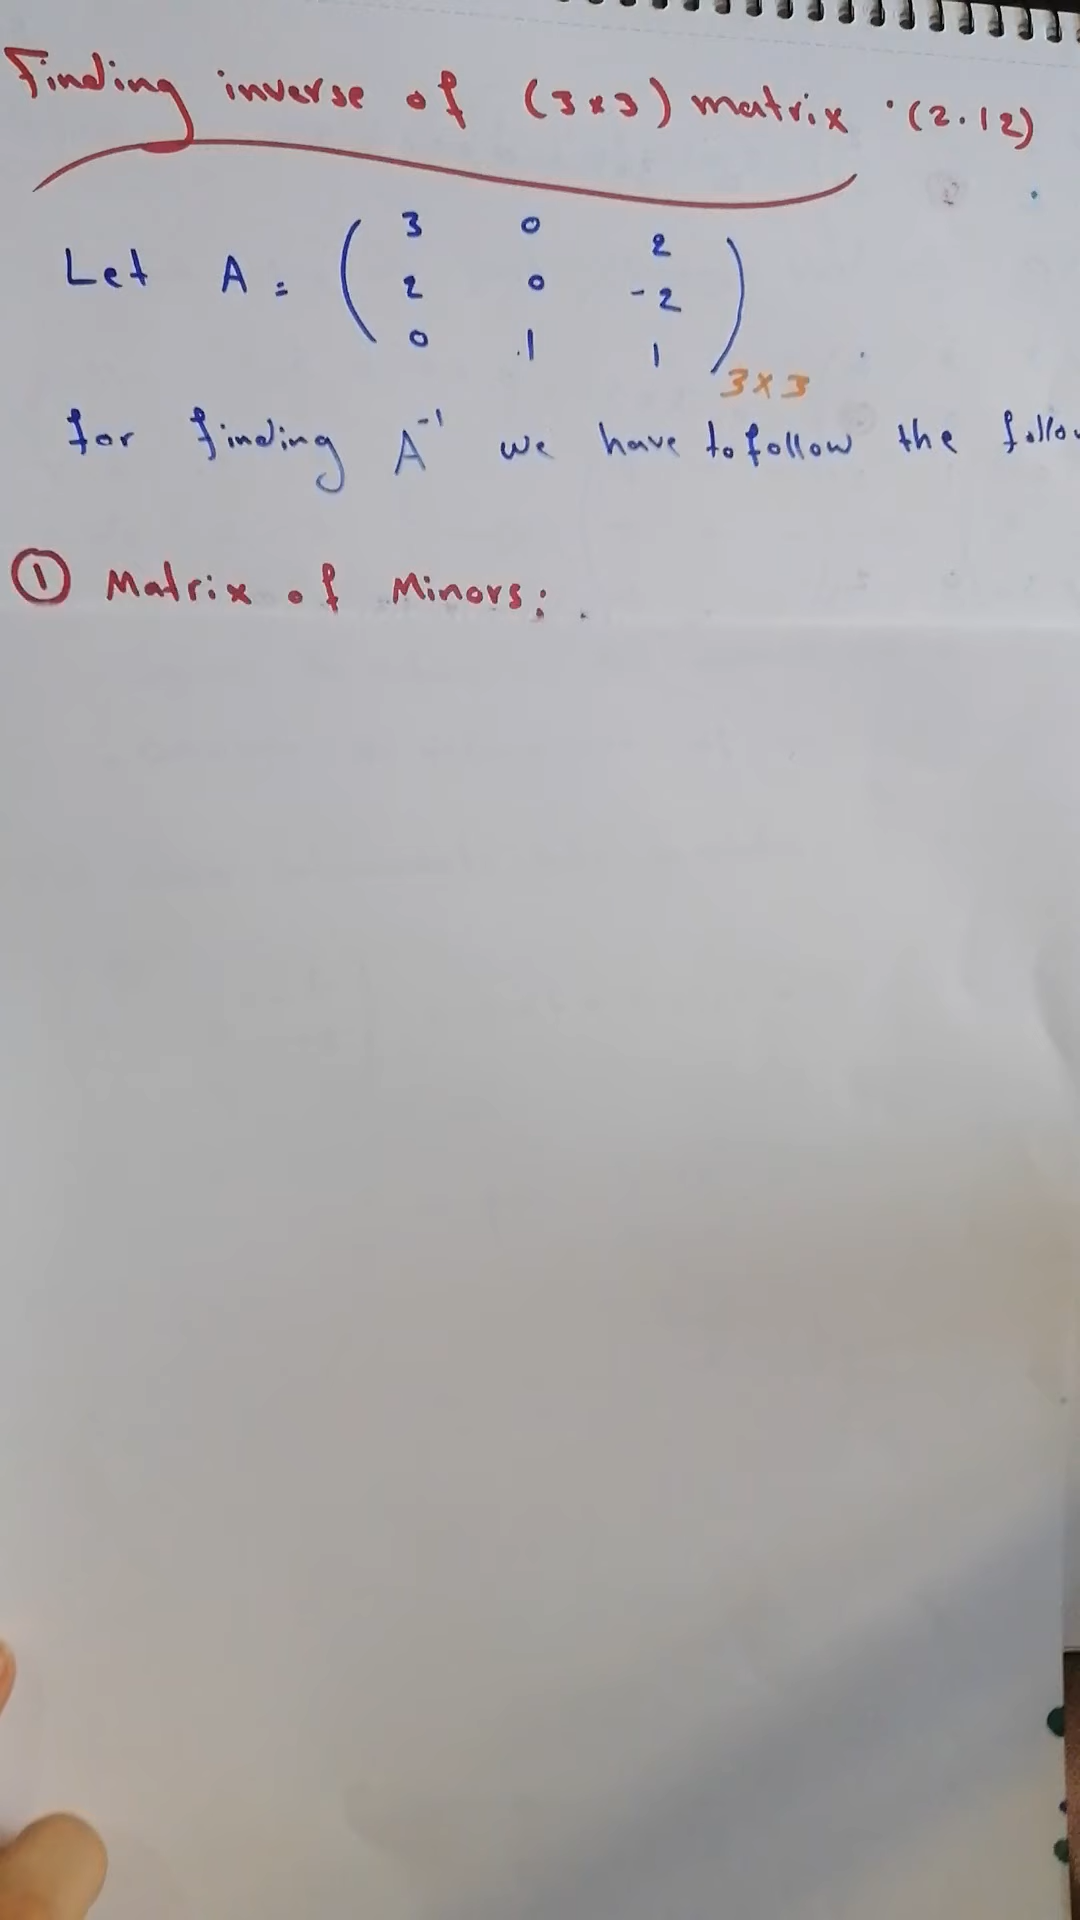 Finding inverse of (3×3) matrix (2.12)
Let A = ( 3 0 2
2 0 -2
0 1 1 ) 3×3
for finding A⁻¹ we have to follow the follo
① Matrix of Minors: